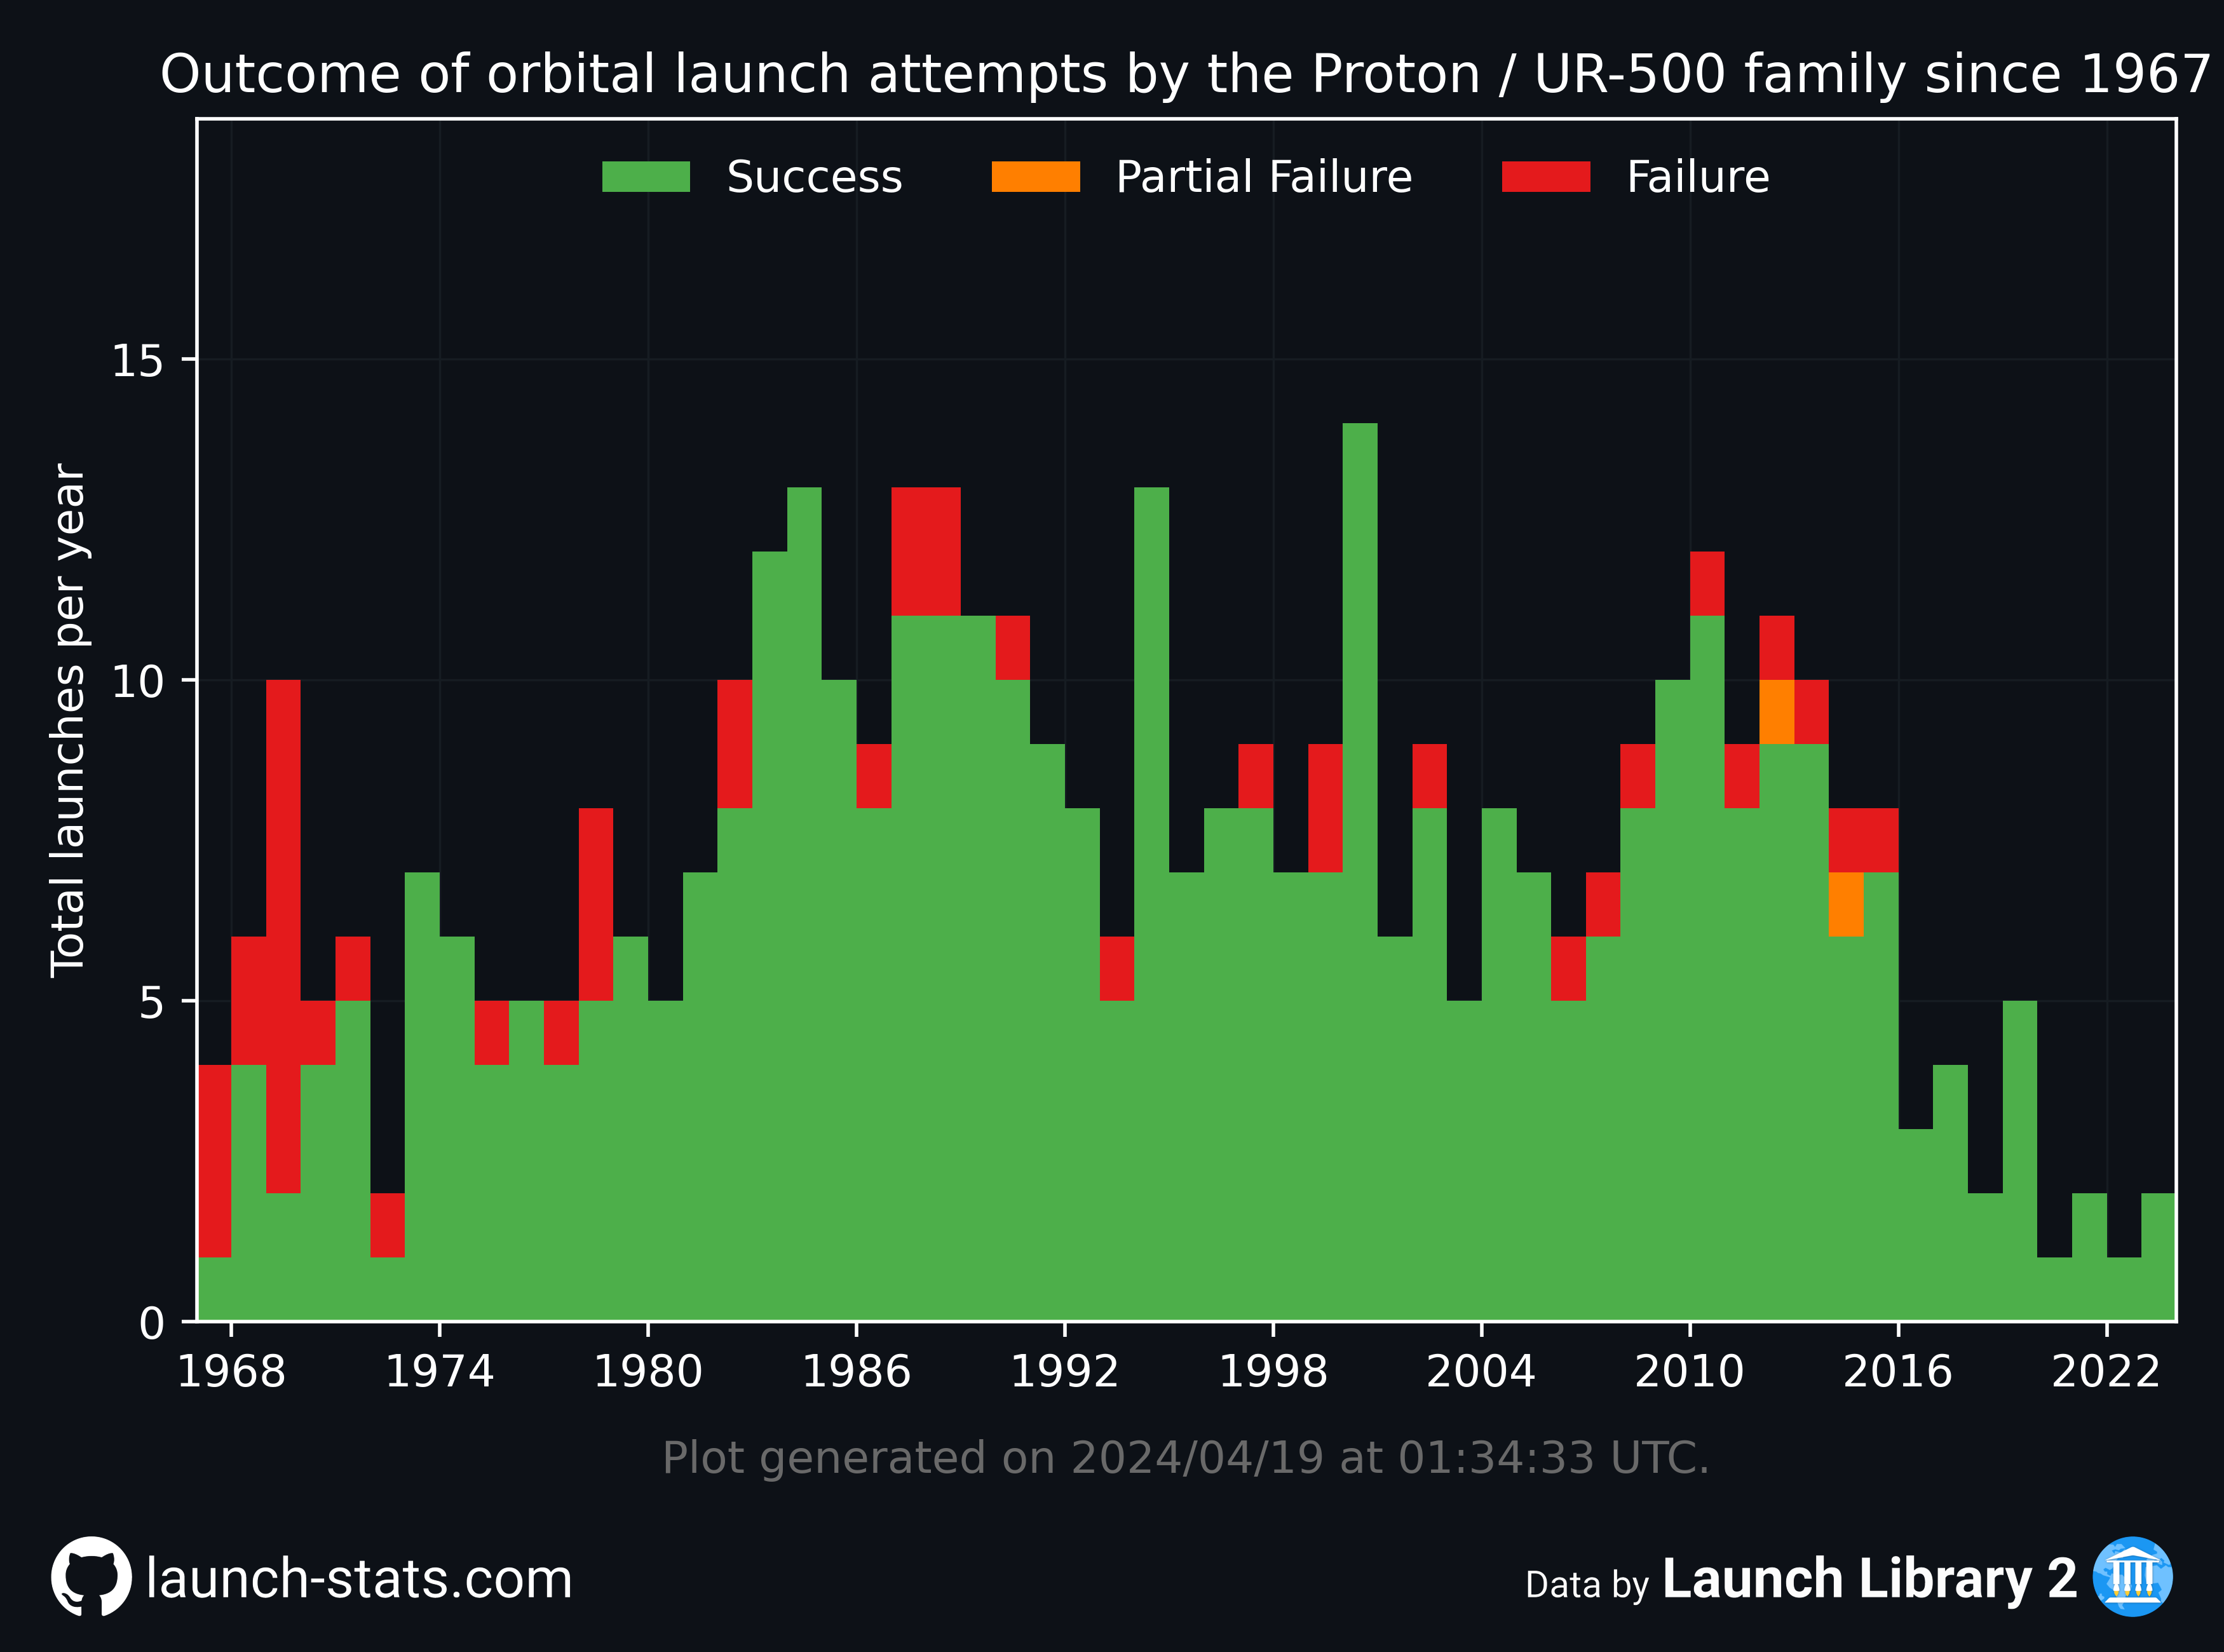 Outcome of orbital launch attempts by the Proton / UR-500 family since 1967
Success Partial Failure Failure
Total launches per year
15
10
5
0
1968 1974 1980 1986 1992 1998 2004 2010 2016 2022
Plot generated on 2024/04/19 at 01:34:33 UTC.
launch-stats.com
Data by Launch Library 2